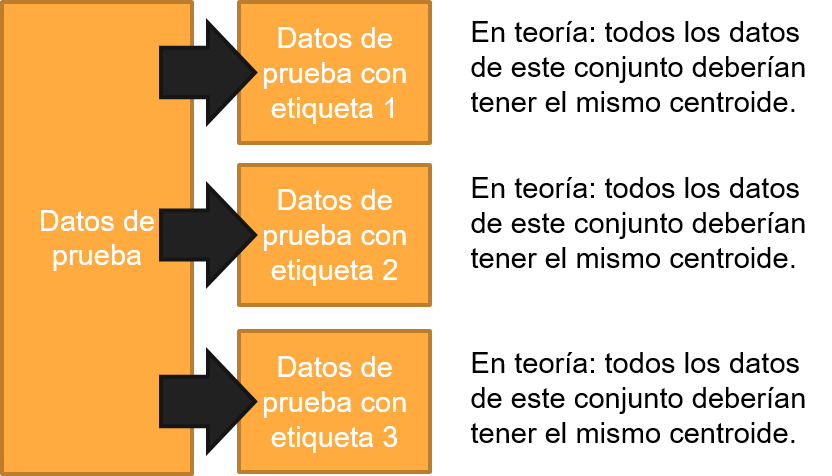 Datos de
prueba
Datos de
prueba con
etiqueta 1
En teoría: todos los datos
de este conjunto deberían
tener el mismo centroide.
Datos de
prueba con
etiqueta 2
En teoría: todos los datos
de este conjunto deberían
tener el mismo centroide.
Datos de
prueba con
etiqueta 3
En teoría: todos los datos
de este conjunto deberían
tener el mismo centroide.